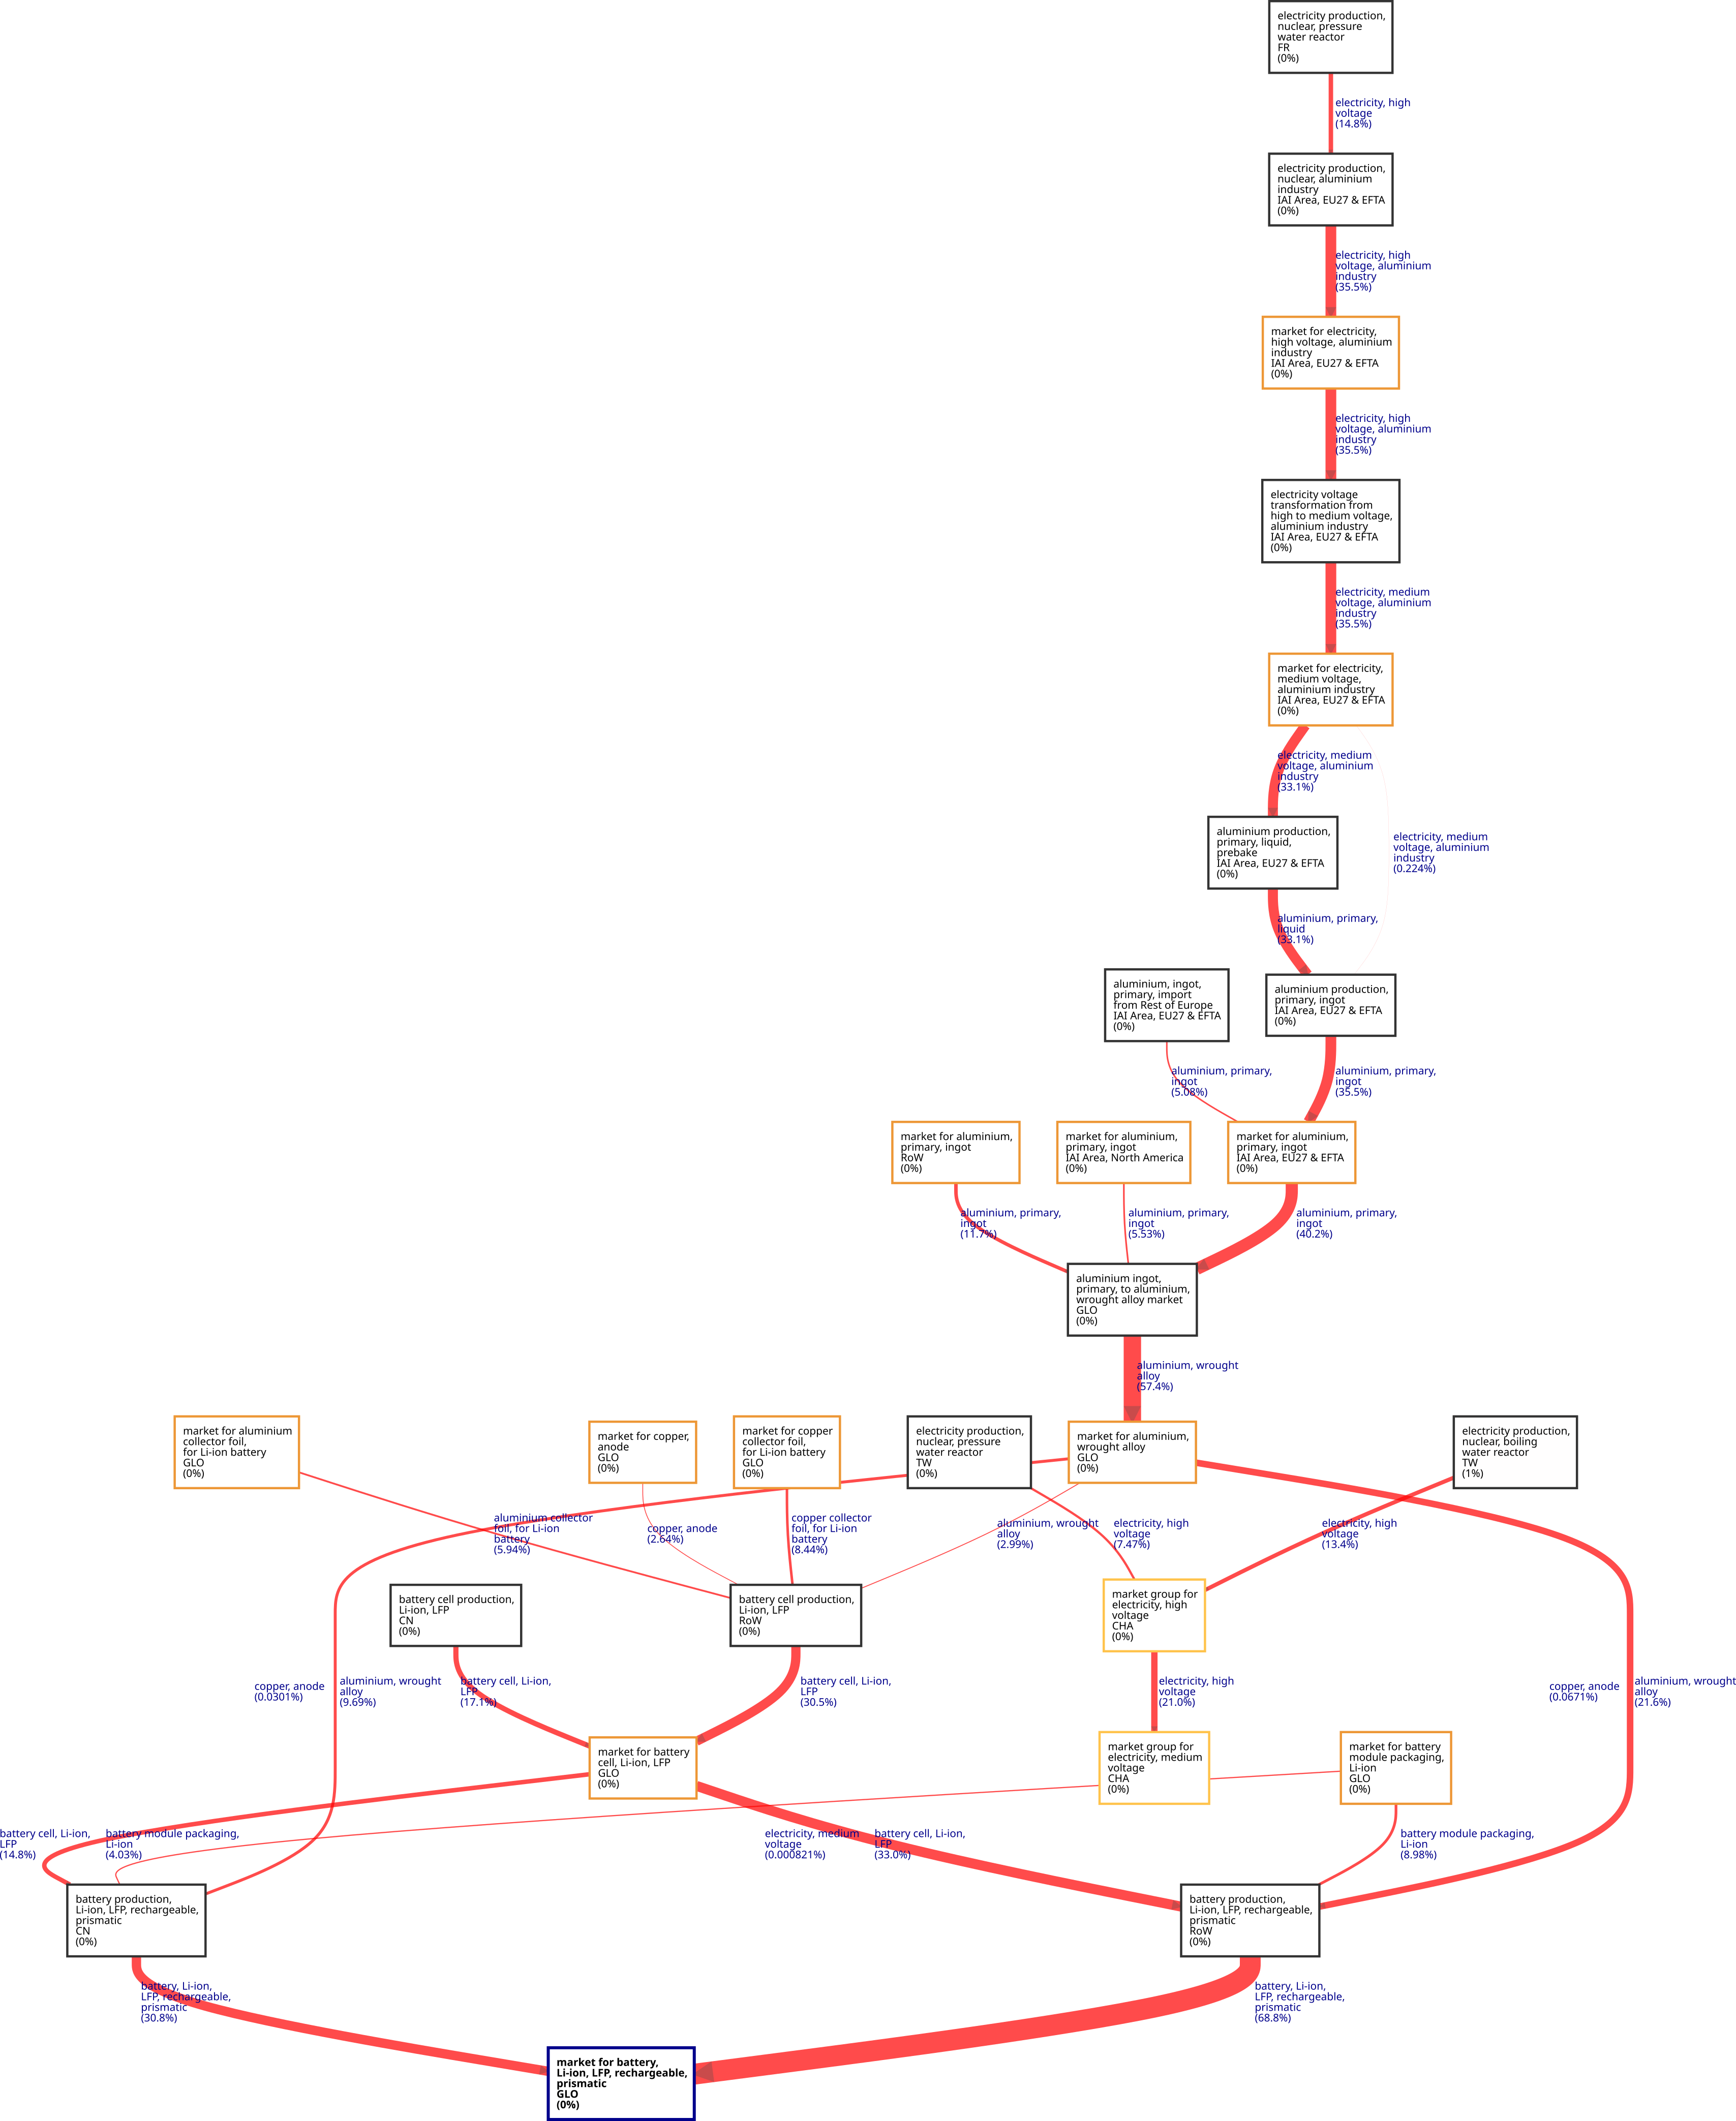 electricity production,
nuclear, pressure
water reactor
FR
(0%)
electricity, high
voltage
(14.8%)
electricity production,
nuclear, aluminium
industry
IAI Area, EU27 & EFTA
(0%)
electricity, high
voltage, aluminium
industry
(35.5%)
market for electricity,
high voltage, aluminium
industry
IAI Area, EU27 & EFTA
(0%)
electricity, high
voltage, aluminium
industry
(35.5%)
electricity voltage
transformation from
high to medium voltage,
aluminium industry
IAI Area, EU27 & EFTA
(0%)
electricity, medium
voltage, aluminium
industry
(35.5%)
market for electricity,
medium voltage,
aluminium industry
IAI Area, EU27 & EFTA
(0%)
electricity, medium
voltage, aluminium
industry
(33.1%)
aluminium production,
primary, liquid,
prebake
IAI Area, EU27 & EFTA
(0%)
electricity, medium
voltage, aluminium
industry
(0.224%)
aluminium, primary,
liquid
(33.1%)
aluminium, ingot,
primary, import
from Rest of Europe
IAI Area, EU27 & EFTA
(0%)
aluminium production,
primary, ingot
IAI Area, EU27 & EFTA
(0%)
aluminium, primary,
ingot
(5.08%)
aluminium, primary,
ingot
(35.5%)
market for aluminium,
primary, ingot
RoW
(0%)
market for aluminium,
primary, ingot
IAI Area, North America
(0%)
market for aluminium,
primary, ingot
IAI Area, EU27 & EFTA
(0%)
aluminium, primary,
ingot
(11.7%)
aluminium, primary,
ingot
(5.53%)
aluminium, primary,
ingot
(40.2%)
aluminium ingot,
primary, to aluminium,
wrought alloy market
GLO
(0%)
aluminium, wrought
alloy
(57.4%)
market for aluminium
collector foil,
for Li-ion battery
GLO
(0%)
market for copper,
anode
GLO
(0%)
market for copper
collector foil,
for Li-ion battery
GLO
(0%)
electricity production,
nuclear, pressure
water reactor
TW
(0%)
market for aluminium,
wrought alloy
GLO
(0%)
electricity production,
nuclear, boiling
water reactor
TW
(1%)
aluminium collector
foil, for Li-ion
battery
(5.94%)
copper, anode
(2.64%)
copper collector
foil, for Li-ion
battery
(8.44%)
aluminium, wrought
alloy
(2.99%)
electricity, high
voltage
(7.47%)
electricity, high
voltage
(13.4%)
battery cell production,
Li-ion, LFP
CN
(0%)
battery cell production,
Li-ion, LFP
RoW
(0%)
market group for
electricity, high
voltage
CHA
(0%)
copper, anode
(0.0301%)
aluminium, wrought
alloy
(9.69%)
battery cell, Li-ion,
LFP
(17.1%)
battery cell, Li-ion,
LFP
(30.5%)
electricity, high
voltage
(21.0%)
copper, anode
(0.0671%)
aluminium, wrought
alloy
(21.6%)
market for battery
cell, Li-ion, LFP
GLO
(0%)
market group for
electricity, medium
voltage
CHA
(0%)
market for battery
module packaging,
Li-ion
GLO
(0%)
battery cell, Li-ion,
LFP
(14.8%)
battery module packaging,
Li-ion
(4.03%)
electricity, medium
voltage
(0.000821%)
battery cell, Li-ion,
LFP
(33.0%)
battery module packaging,
Li-ion
(8.98%)
battery production,
Li-ion, LFP, rechargeable,
prismatic
CN
(0%)
battery production,
Li-ion, LFP, rechargeable,
prismatic
RoW
(0%)
battery, Li-ion,
LFP, rechargeable,
prismatic
(30.8%)
battery, Li-ion,
LFP, rechargeable,
prismatic
(68.8%)
market for battery,
Li-ion, LFP, rechargeable,
prismatic
GLO
(0%)